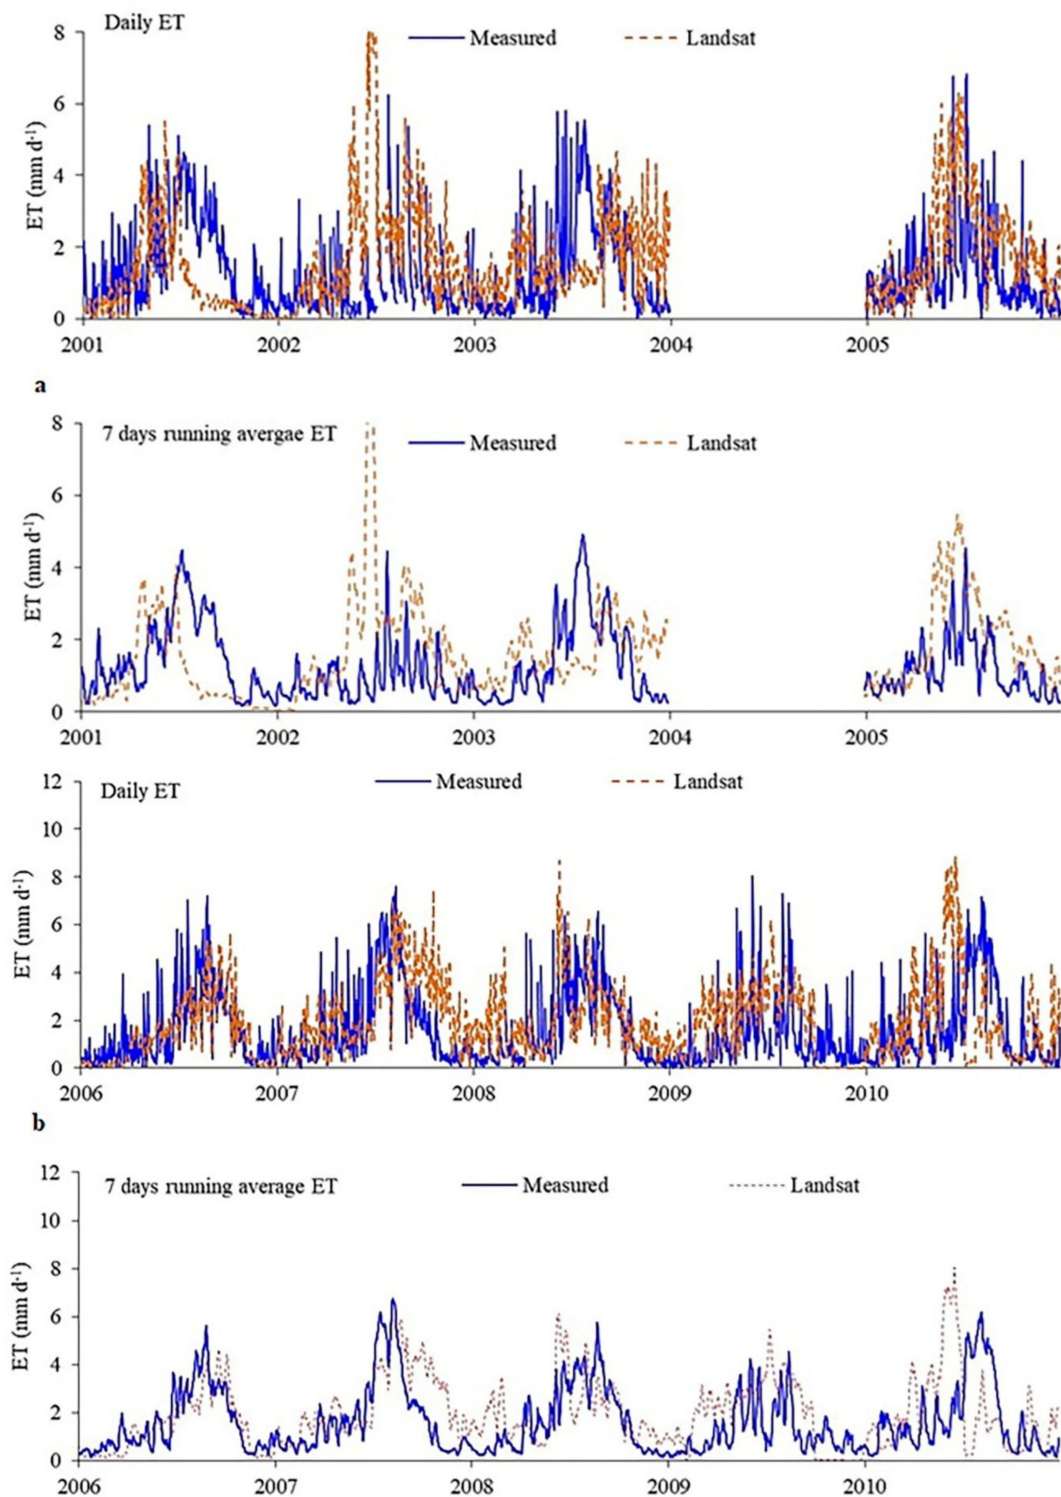 Daily ET
Measured
Landsat
8
6
4
2
0
ET (mm d-1)
2001
2002
2003
2004
2005
a
7 days running avergae ET
Measured
Landsat
8
6
4
2
0
ET (mm d-1)
2001
2002
2003
2004
2005
Daily ET
Measured
Landsat
12
10
8
6
4
2
0
ET (mm d-1)
2006
2007
2008
2009
2010
b
7 days running average ET
Measured
Landsat
12
10
8
6
4
2
0
ET (mm d-1)
2006
2007
2008
2009
2010